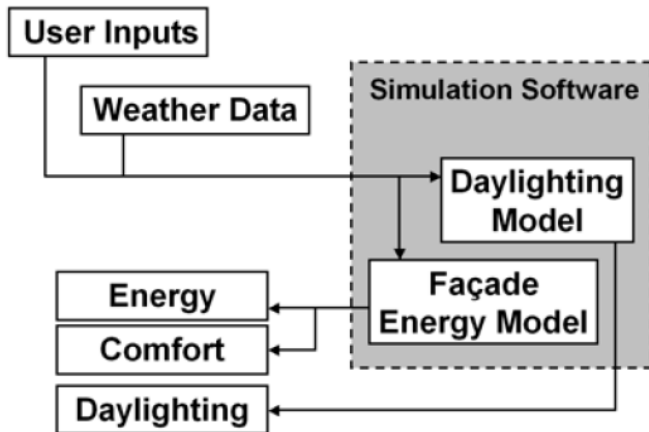 User Inputs
Weather Data
Simulation Software
Daylighting
Model
Façade
Energy Model
Energy
Comfort
Daylighting